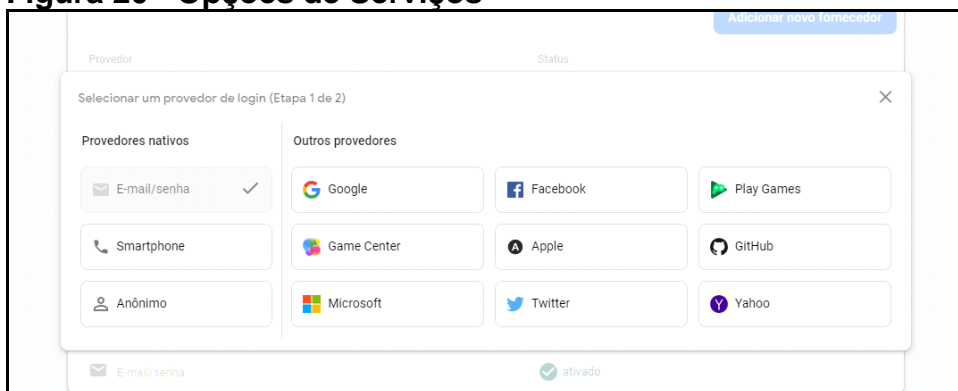 Figura 20 - Opções de Serviços
Adicionar novo fornecedor
Provedor Status
Selecionar um provedor de login (Etapa 1 de 2)
Provedores nativos Outros provedores
E-mail/senha Google Facebook Play Games
Smartphone Game Center Apple GitHub
Anônimo Microsoft Twitter Yahoo
E-mail/senha ativado